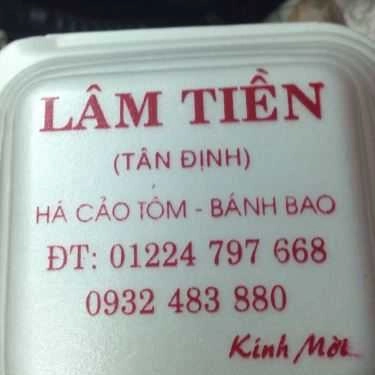 LÂM TIỀN
(TÂN ĐỊNH)
HÁ CẢO TÔM - BÁNH BAO
ĐT: 01224 797 668
0932 483 880
Kính Mời